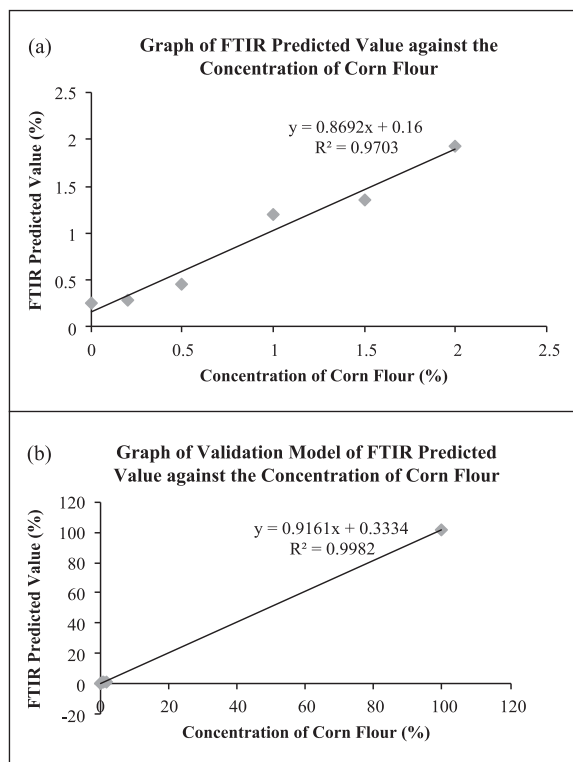 (a)
Graph of FTIR Predicted Value against the
Concentration of Corn Flour
FTIR Predicted Value (%)
2.5
2
1.5
1
0.5
0
y = 0.8692x + 0.16
R² = 0.9703
0 0.5 1 1.5 2 2.5
Concentration of Corn Flour (%)
(b)
Graph of Validation Model of FTIR Predicted
Value against the Concentration of Corn Flour
FTIR Predicted Value (%)
120
100
80
60
40
20
0
-20
y = 0.9161x + 0.3334
R² = 0.9982
0 20 40 60 80 100 120
Concentration of Corn Flour (%)